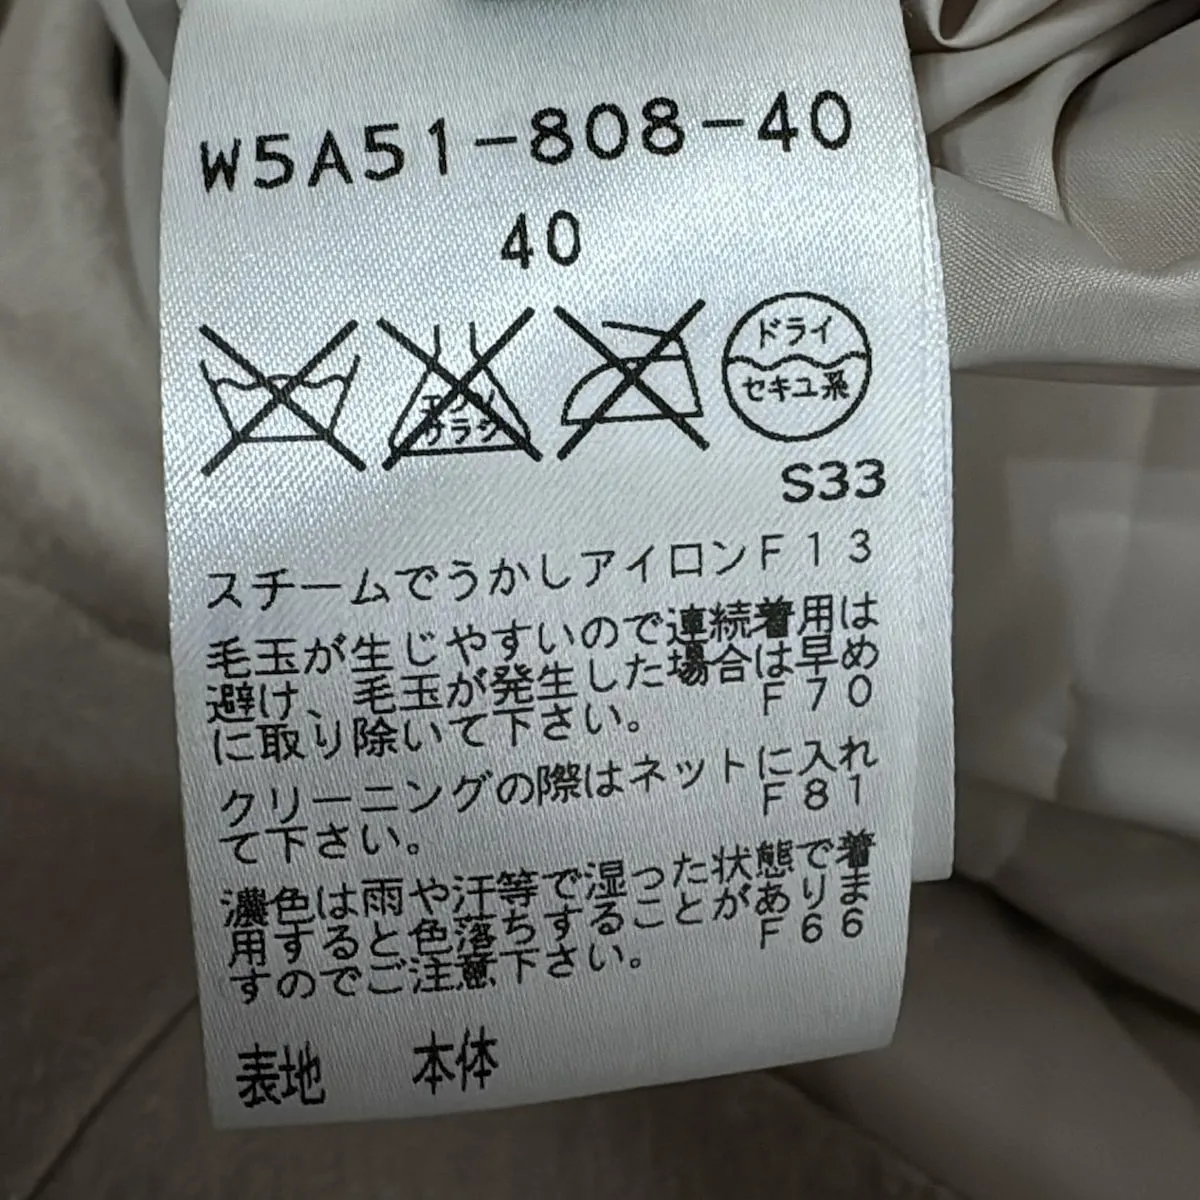 W5A51-808-40
40
エンソ
サラシ
ドライ
セキユ系
S33
スチームでうかしアイロンF13
毛玉が生じやすいので連続着用は
避け、毛玉が発生した場合は早め
に取り除いて下さい。 F70
クリーニングの際はネットに入れ
て下さい。 F81
濃色は雨や汗等で湿った状態で着
用すると色落ちすることがありま
すのでご注意下さい。 F66
表地 本体